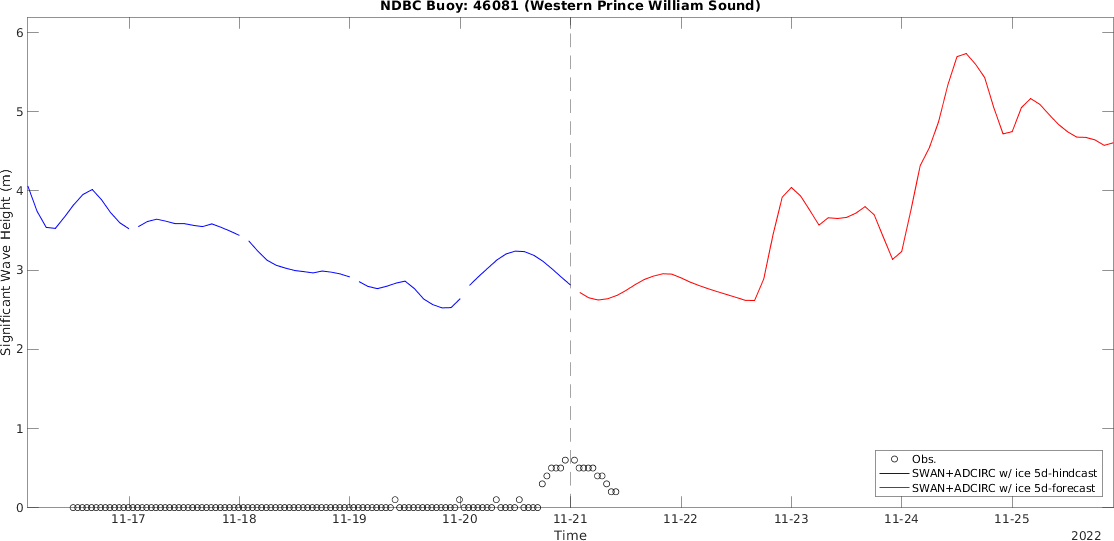 NDBC Buoy: 46081 (Western Prince William Sound)
Significant Wave Height (m)
6
5
4
3
2
1
0
Obs.
SWAN+ADCIRC w/ ice 5d-hindcast
SWAN+ADCIRC w/ ice 5d-forecast
11-17 11-18 11-19 11-20 11-21 11-22 11-23 11-24 11-25
Time
2022